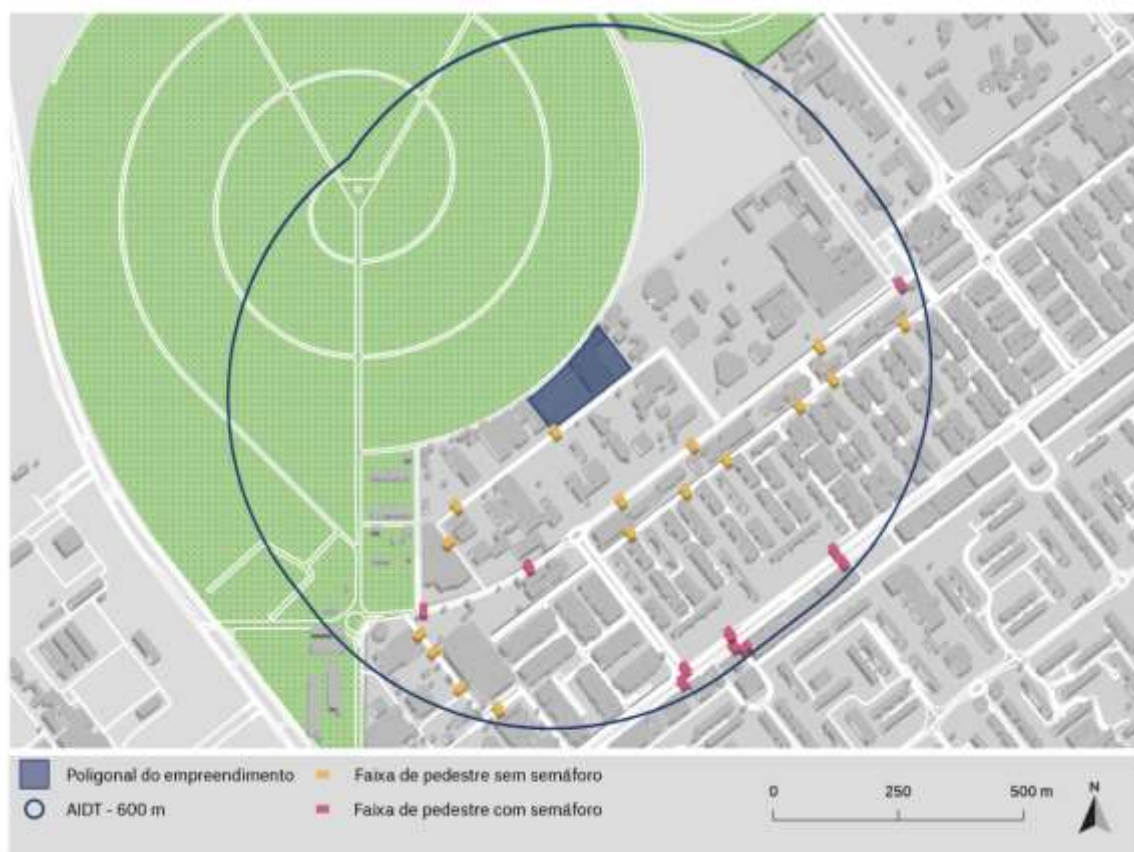 Poligonal do empreendimento
Faixa de pedestre sem semáforo
AIDT - 600 m
Faixa de pedestre com semáforo
0 250 500 m
N